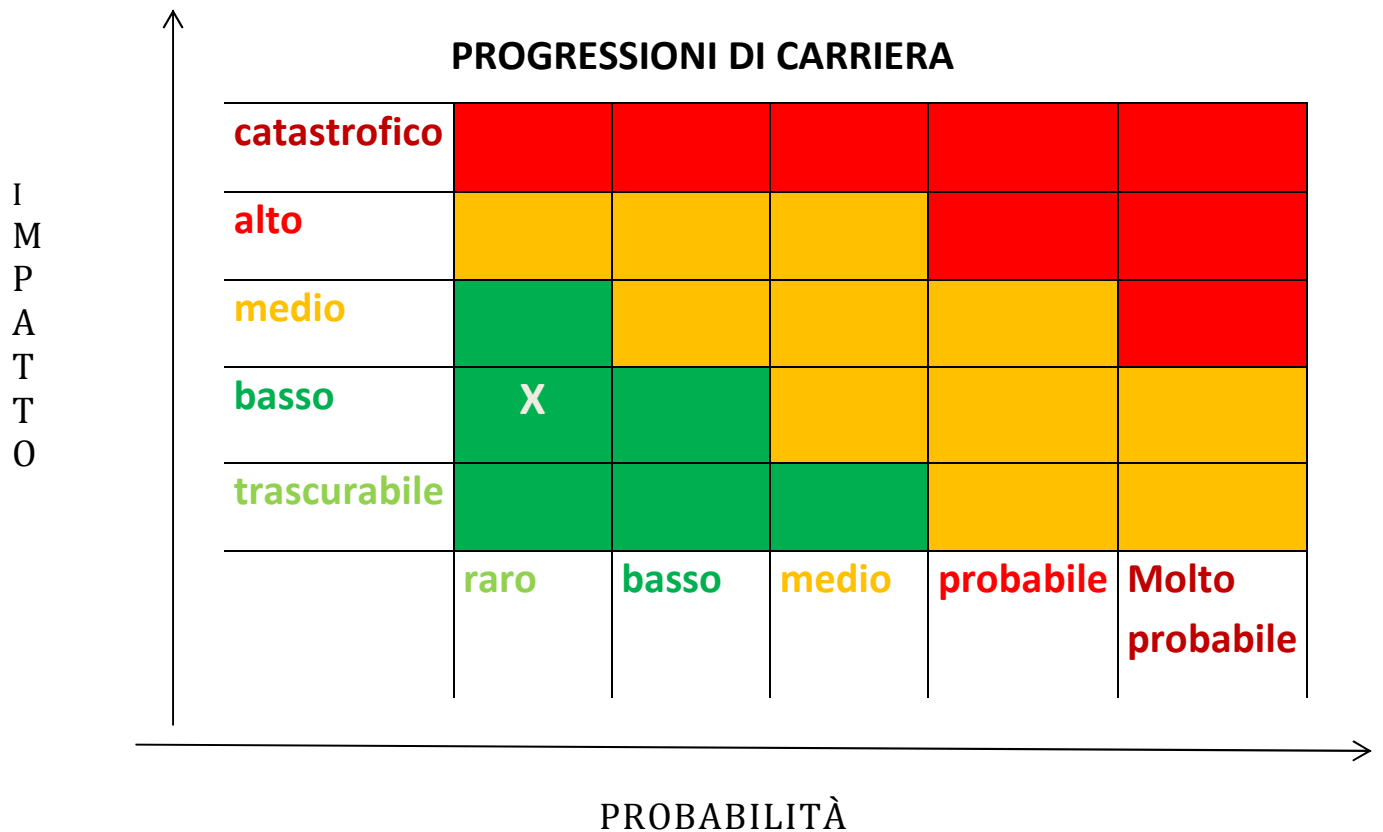 PROGRESSIONI DI CARRIERA
I
M
P
A
T
T
O
catastrofico
alto
medio
basso X
trascurabile
raro basso medio probabile Molto
probabile
PROBABILITÀ